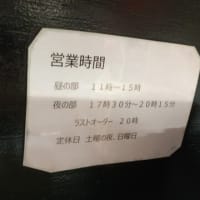 営業時間
昼の部 11時～15時
夜の部 17時30分～20時15分
ラストオーダー 20時
定休日 土曜の夜、日曜日